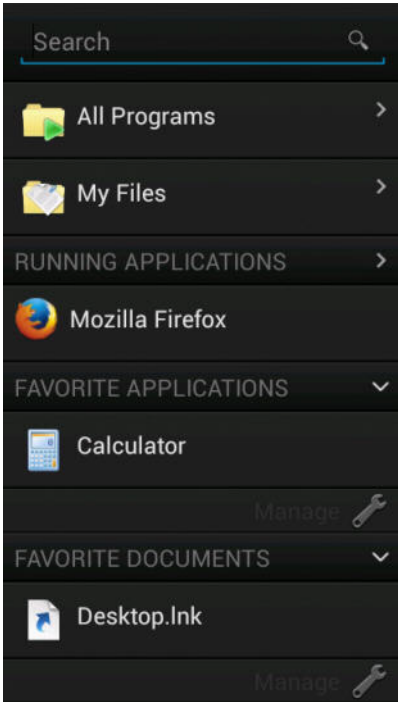 Search
All Programs
My Files
RUNNING APPLICATIONS
Mozilla Firefox
FAVORITE APPLICATIONS
Calculator
Manage
FAVORITE DOCUMENTS
Desktop.lnk
Manage